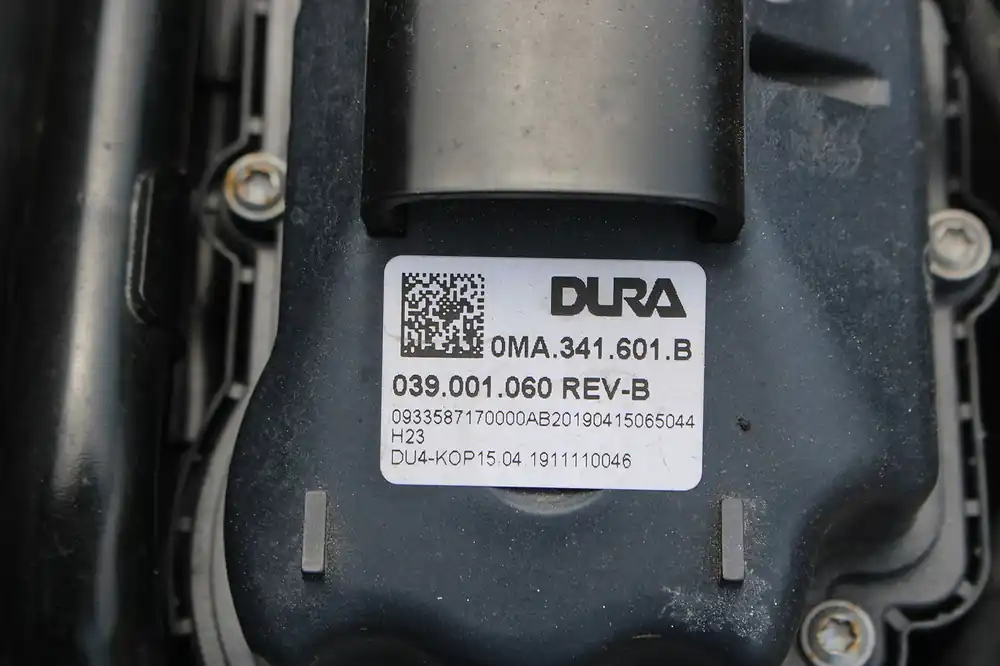 DURA
0MA.341.601.B
039.001.060 REV-B
0933587170000AB20190415065044
H23
DU4-KOP15.04 1911110046